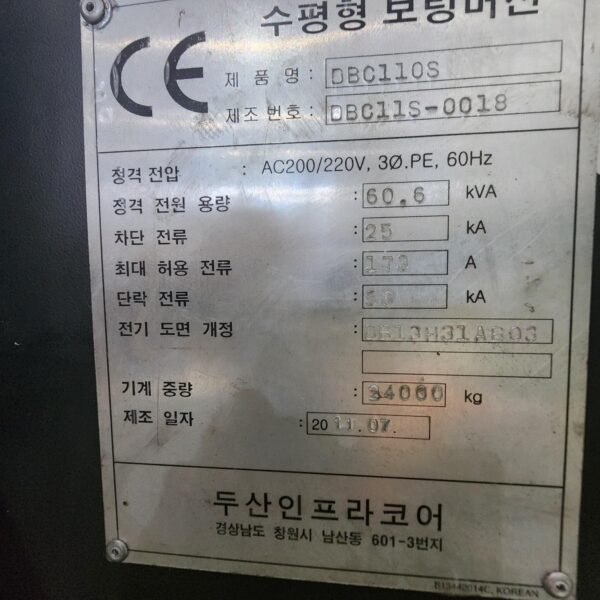 수평형 보링머신
CE
제 품 명 : DBC110S
제조 번호 : DBC11S-0018
정격 전압 : AC200/220V, 3Ø.PE, 60Hz
정격 전원 용량 : 60.6 kVA
차단 전류 : 25 kA
최대 허용 전류 : A
단락 전류 : kA
전기 도면 개정 :
기계 중량 : 34000 kg
제조 일자 : 2011.07.
두산인프라코어
경상남도 창원시 남산동 601-3번지
KOREAN